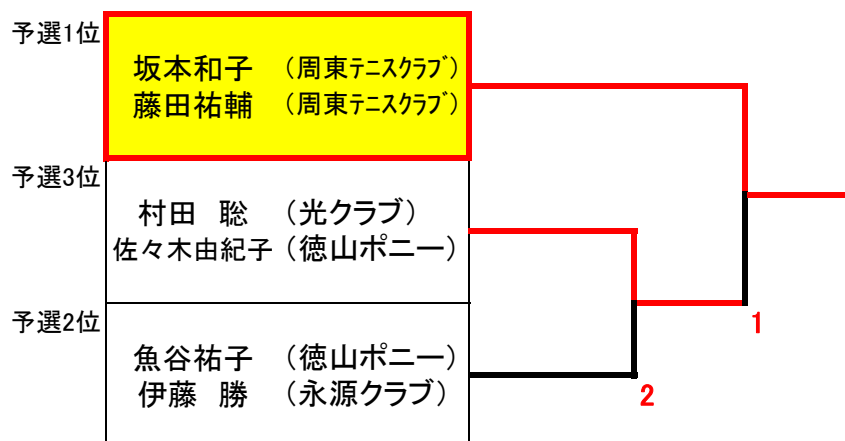 予選1位
坂本和子 （周東ﾃﾆｽｸﾗﾌﾞ）
藤田祐輔 （周東ﾃﾆｽｸﾗﾌﾞ）
予選3位
村田 聡 （光クラブ）
佐々木由紀子（徳山ポニー）
予選2位
魚谷祐子 （徳山ポニー）
伊藤 勝 （永源クラブ）
1
2